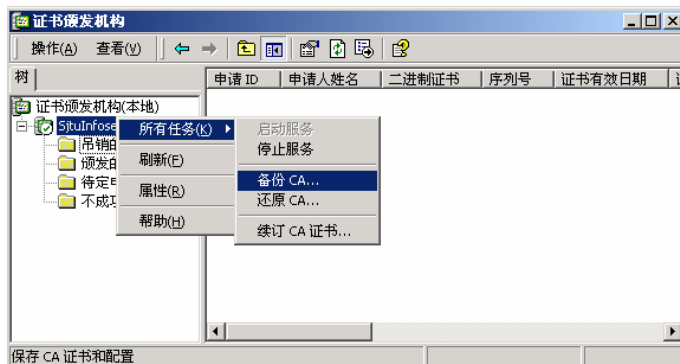 证书颁发机构
操作(A) 查看(V)
树
申请 ID 申请人姓名 二进制证书 序列号 证书有效日期
证书颁发机构(本地)
SjtuInfose
吊销的
颁发的
待定
不成功
所有任务(K)
刷新(F)
属性(R)
帮助(H)
启动服务
停止服务
备份 CA...
还原 CA...
续订 CA 证书...
保存 CA 证书和配置